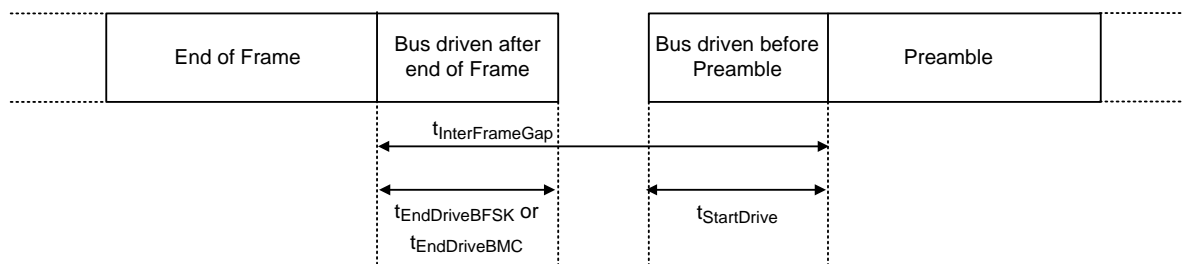 End of Frame
Bus driven after
end of Frame
Bus driven before
Preamble
Preamble
tInterFrameGap
tEndDriveBFSK or
tEndDriveBMC
tStartDrive